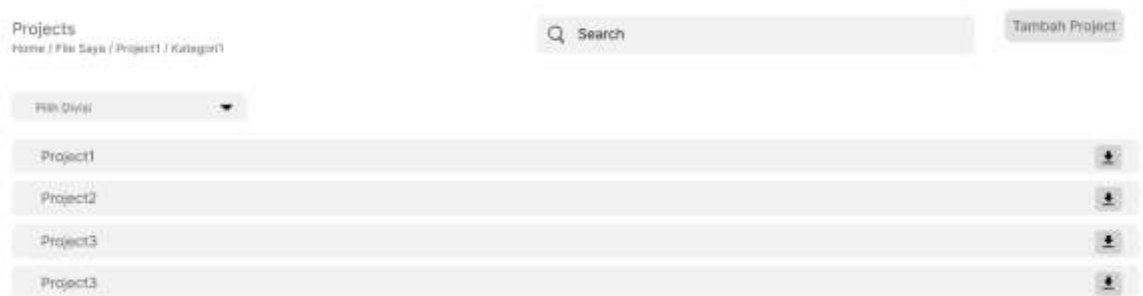 Projects
Home / File Saya / Project1 / Kategori1
Search
Tambah Project
Pilih Divisi
Project1
Project2
Project3
Project3